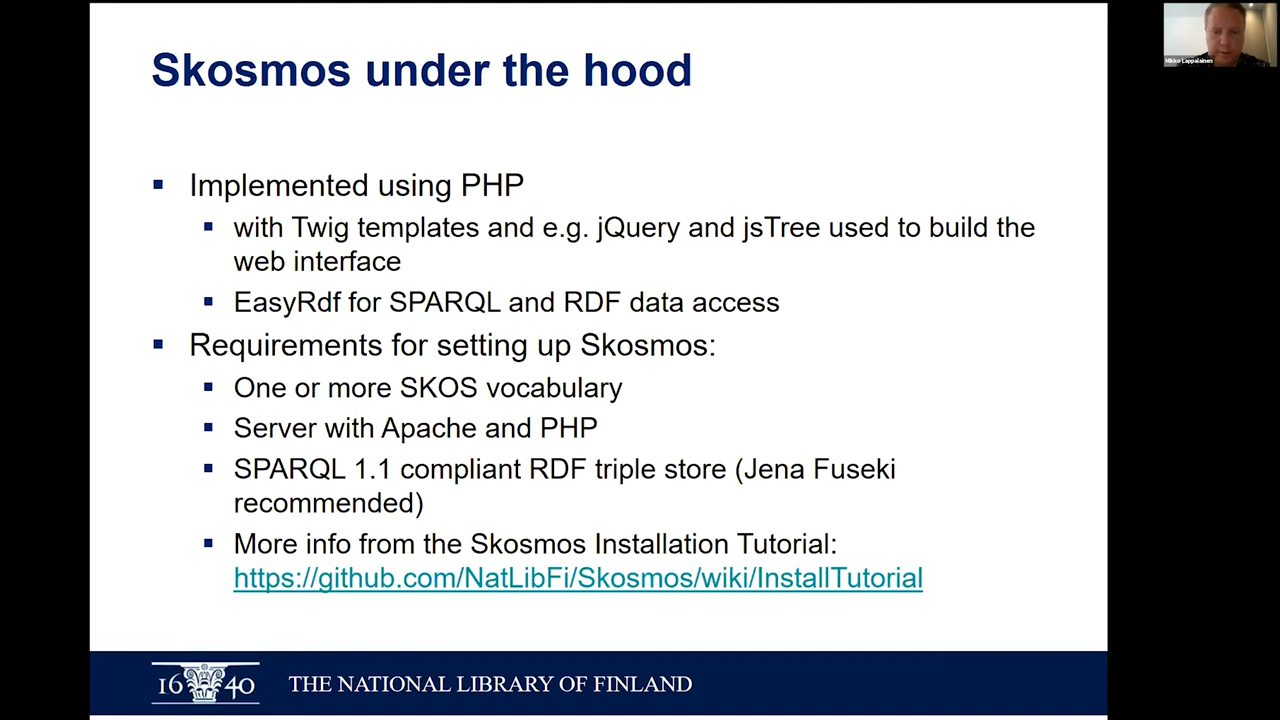 Skosmos under the hood
Mikko Lappalainen
Implemented using PHP
with Twig templates and e.g. jQuery and jsTree used to build the
web interface
EasyRdf for SPARQL and RDF data access
Requirements for setting up Skosmos:
One or more SKOS vocabulary
Server with Apache and PHP
SPARQL 1.1 compliant RDF triple store (Jena Fuseki
recommended)
More info from the Skosmos Installation Tutorial:
https://github.com/NatLibFi/Skosmos/wiki/InstallTutorial
16 40 THE NATIONAL LIBRARY OF FINLAND